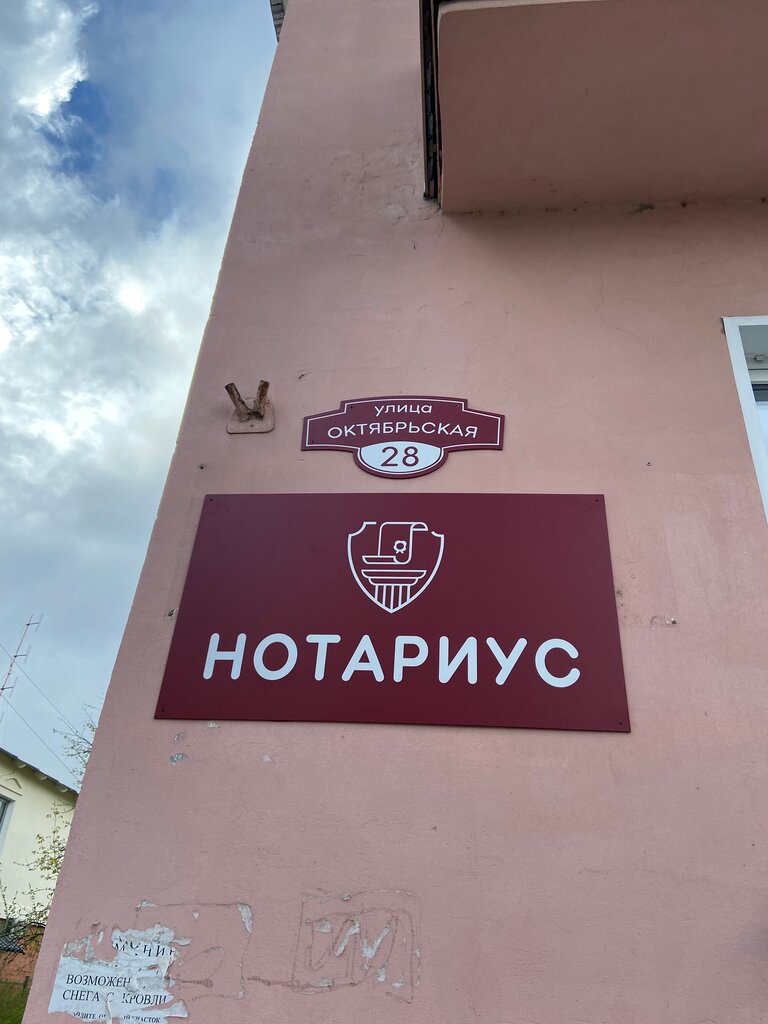 улица
ОКТЯБРЬСКАЯ
28
НОТАРИУС
ВОЗМОЖЕН
СНЕГА С КРОВЛИ